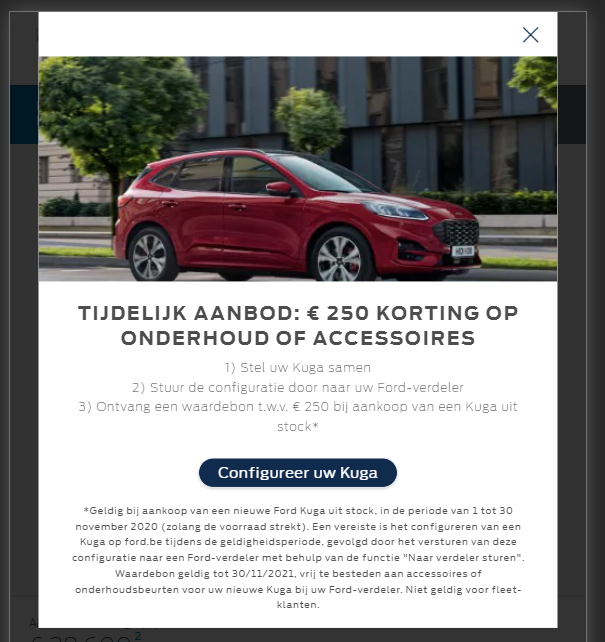 TIJDELIJK AANBOD: € 250 KORTING OP
ONDERHOUD OF ACCESSOIRES
1) Stel uw Kuga samen
2) Stuur de configuratie door naar uw Ford-verdeler
3) Ontvang een waardebon t.w.v. € 250 bij aankoop van een Kuga uit
stock*
Configureer uw Kuga
*Geldig bij aankoop van een nieuwe Ford Kuga uit stock, in de periode van 1 tot 30
november 2020 (zolang de voorraad strekt). Een vereiste is het configureren van een
Kuga op ford.be tijdens de geldigheidsperiode, gevolgd door het versturen van deze
configuratie naar een Ford-verdeler met behulp van de functie "Naar verdeler sturen".
Waardebon geldig tot 30/11/2021, vrij te besteden aan accessoires of
onderhoudsbeurten voor uw nieuwe Kuga bij uw Ford-verdeler. Niet geldig voor fleet-
klanten.